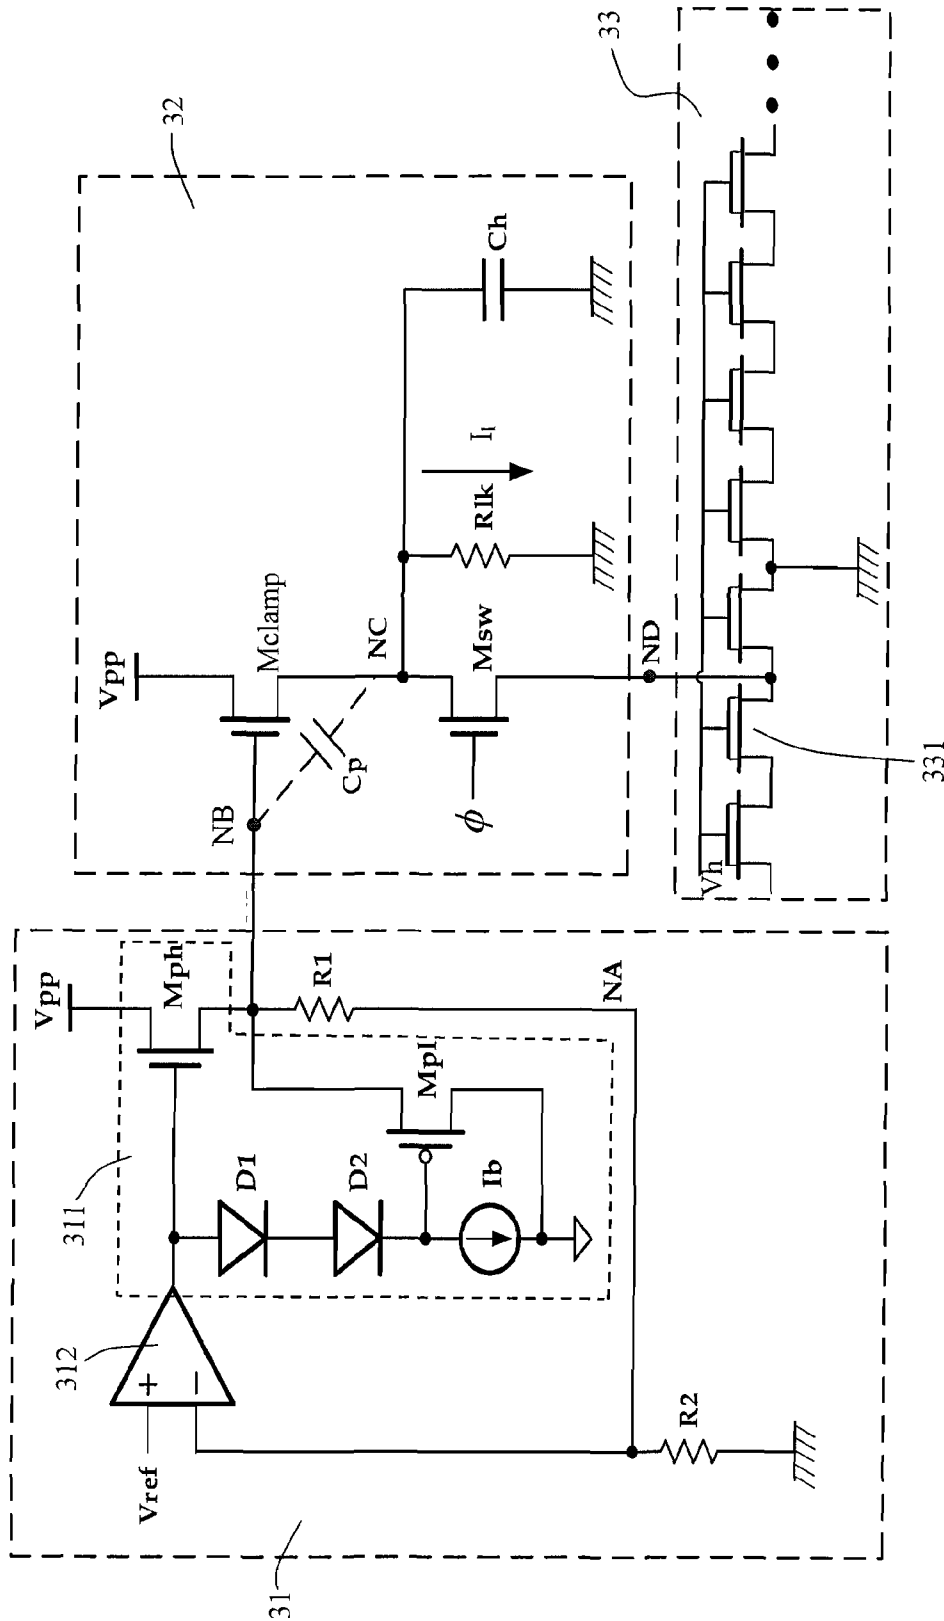 33
32
Vpp
Mclamp
NC
Ch
Rlk
I₁
Msw
ND
NB
Cp
ϕ
Vh
331
Vpp
Mph
R1
NA
311
D1
D2
Mpl
Ib
312
+
−
Vref
R2
31